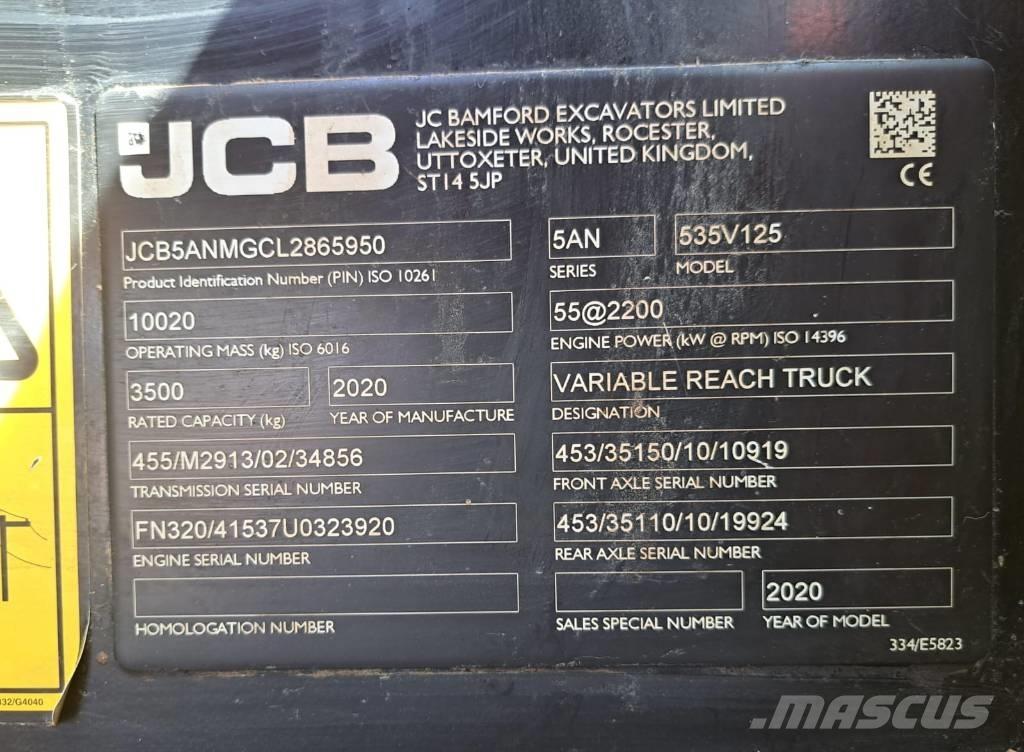 JCB
JC BAMFORD EXCAVATORS LIMITED
LAKESIDE WORKS, ROCESTER,
UTTOXETER, UNITED KINGDOM,
ST14 5JP
CE
JCB5ANMGCL2865950
Product Identification Number (PIN) ISO 10261
5AN
SERIES
535V125
MODEL
10020
OPERATING MASS (kg) ISO 6016
55@2200
ENGINE POWER (kW @ RPM) ISO 14396
3500
RATED CAPACITY (kg)
2020
YEAR OF MANUFACTURE
VARIABLE REACH TRUCK
DESIGNATION
455/M2913/02/34856
TRANSMISSION SERIAL NUMBER
453/35150/10/10919
FRONT AXLE SERIAL NUMBER
FN320/41537U0323920
ENGINE SERIAL NUMBER
453/35110/10/19924
REAR AXLE SERIAL NUMBER
HOMOLOGATION NUMBER
SALES SPECIAL NUMBER
2020
YEAR OF MODEL
334/E5823
332/G4040
MASCUS